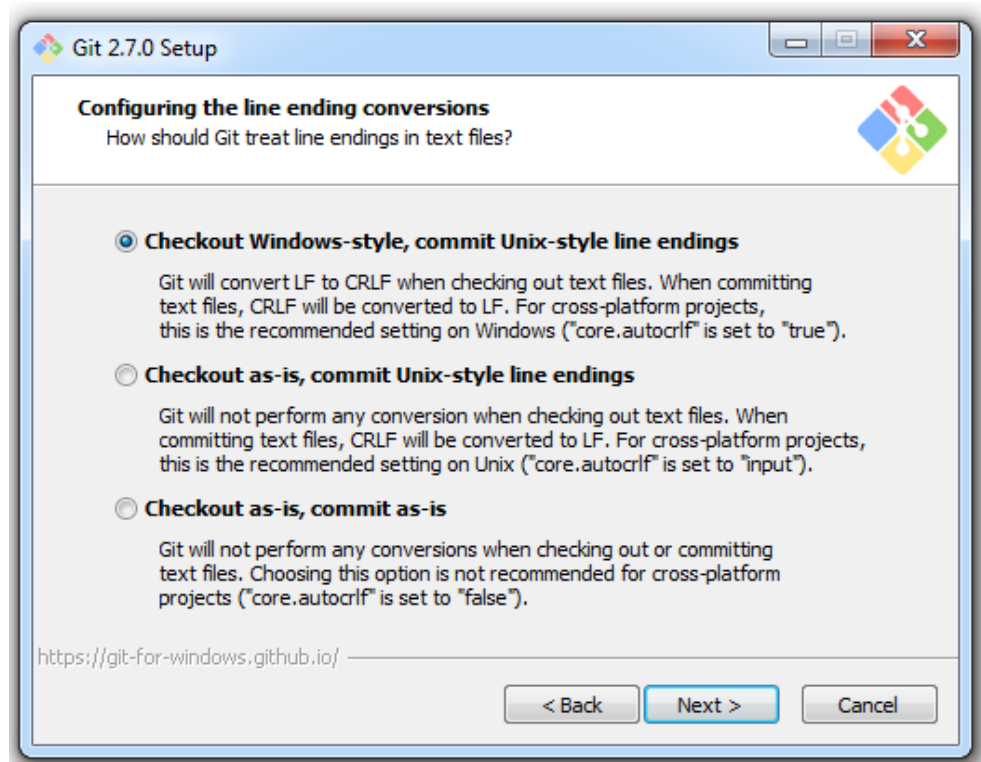 Git 2.7.0 Setup
Configuring the line ending conversions
How should Git treat line endings in text files?
Checkout Windows-style, commit Unix-style line endings
Git will convert LF to CRLF when checking out text files. When committing
text files, CRLF will be converted to LF. For cross-platform projects,
this is the recommended setting on Windows ("core.autocrlf" is set to "true").
Checkout as-is, commit Unix-style line endings
Git will not perform any conversion when checking out text files. When
committing text files, CRLF will be converted to LF. For cross-platform projects,
this is the recommended setting on Unix ("core.autocrlf" is set to "input").
Checkout as-is, commit as-is
Git will not perform any conversions when checking out or committing
text files. Choosing this option is not recommended for cross-platform
projects ("core.autocrlf" is set to "false").
https://git-for-windows.github.io/
< Back
Next >
Cancel